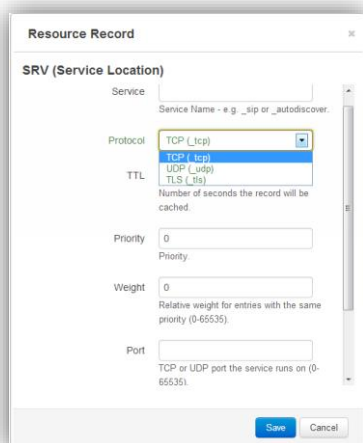 Resource Record
×
SRV (Service Location)
Service
Service Name - e.g. _sip or _autodiscover.
Protocol
TCP (_tcp)
TCP (_tcp)
UDP (_udp)
TLS (_tls)
TTL
Number of seconds the record will be
cached.
Priority
0
Priority.
Weight
0
Relative weight for entries with the same
priority (0-65535).
Port
TCP or UDP port the service runs on (0-
65535).
Save
Cancel